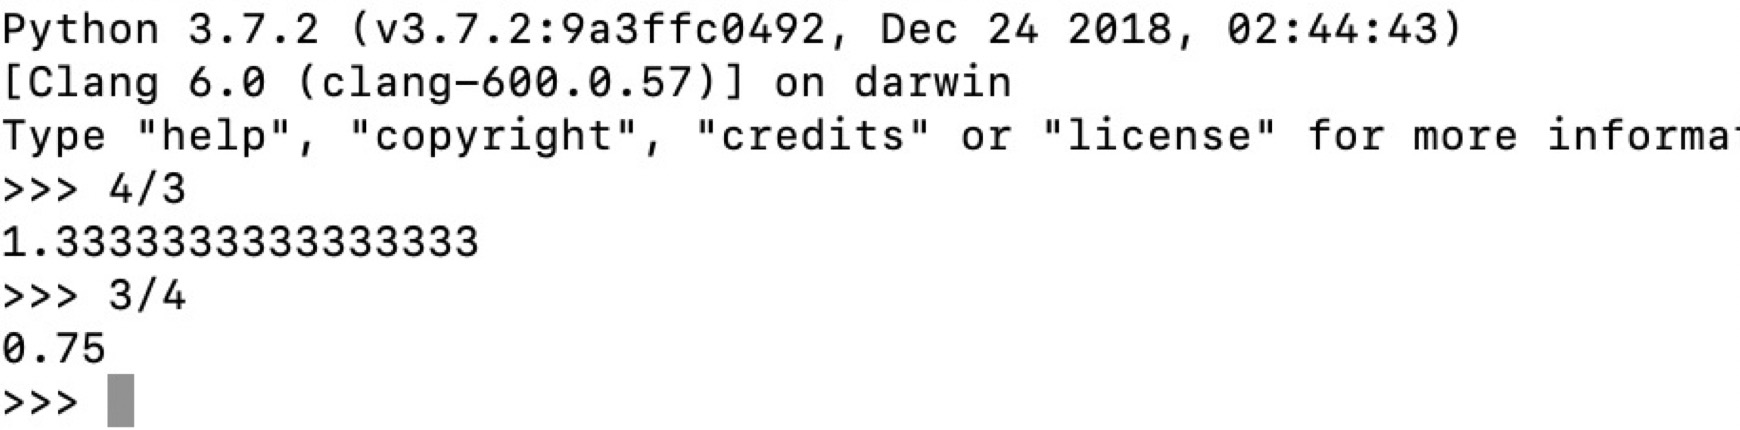 Python 3.7.2 (v3.7.2:9a3ffc0492, Dec 24 2018, 02:44:43)
[Clang 6.0 (clang-600.0.57)] on darwin
Type "help", "copyright", "credits" or "license" for more informa
>>> 4/3
1.3333333333333333
>>> 3/4
0.75
>>>